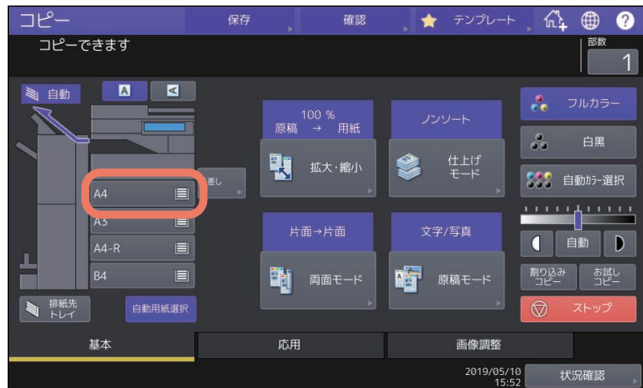 コピー
保存
確認
テンプレート
?
コピーできます
部数
1
自動
A
A
フルカラー
100 %
原稿 → 用紙
ノンソート
白黒
拡大・縮小
仕上げ
モード
差し
自動ｶﾗｰ選択
A4
A3
A4-R
B4
片面→片面
文字/写真
自動
両面モード
原稿モード
割り込み
コピー
お試し
コピー
排紙先
トレイ
自動用紙選択
ストップ
基本
応用
画像調整
2019/05/10
15:52
状況確認